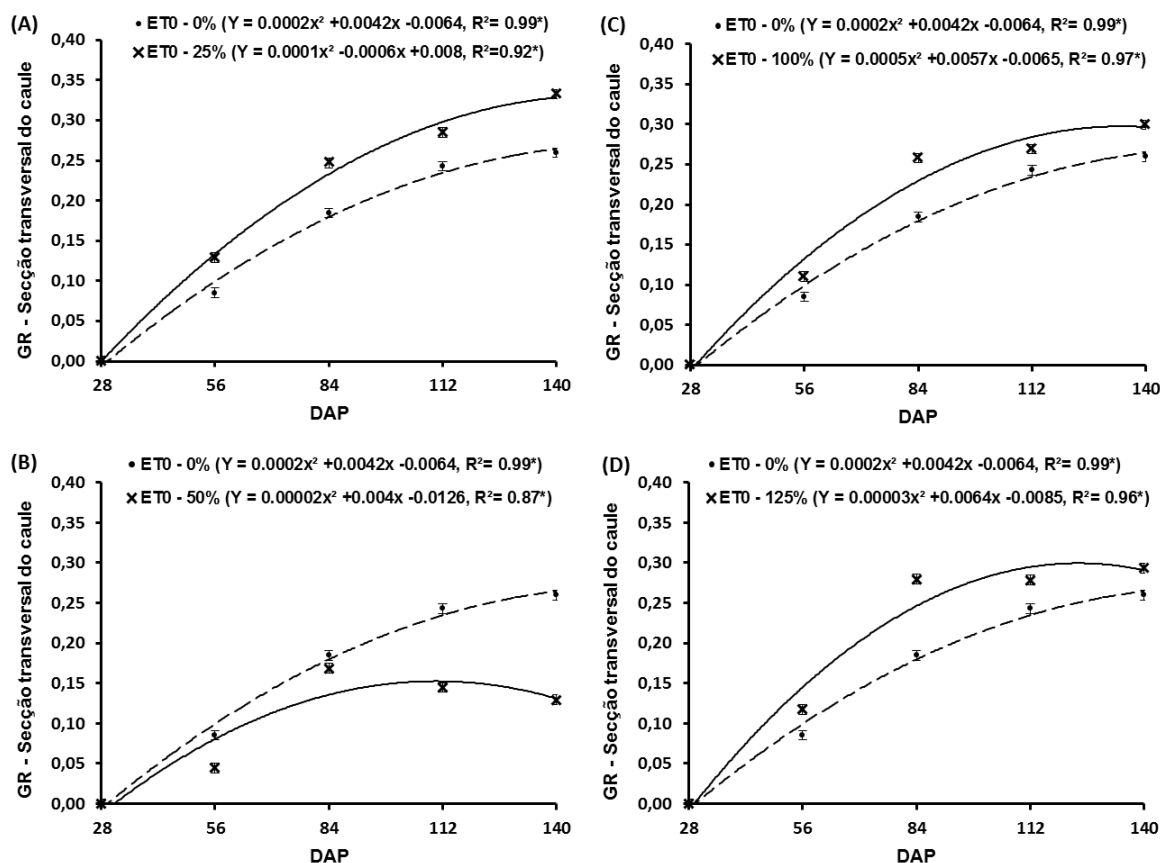 (A)
• ET0 - 0% (Y = 0.0002x² +0.0042x -0.0064, R²= 0.99*)
× ET0 - 25% (Y = 0.0001x² -0.0006x +0.008, R²=0.92*)
GR - Secção transversal do caule
0,40
0,35
0,30
0,25
0,20
0,15
0,10
0,05
0,00
28 56 84 112 140
DAP
(C)
• ET0 - 0% (Y = 0.0002x² +0.0042x -0.0064, R²= 0.99*)
× ET0 - 100% (Y = 0.0005x² +0.0057x -0.0065, R²= 0.97*)
GR - Secção transversal do caule
0,40
0,35
0,30
0,25
0,20
0,15
0,10
0,05
0,00
28 56 84 112 140
DAP
(B)
• ET0 - 0% (Y = 0.0002x² +0.0042x -0.0064, R²= 0.99*)
× ET0 - 50% (Y = 0.00002x² +0.004x -0.0126, R²= 0.87*)
GR - Secção transversal do caule
0,40
0,35
0,30
0,25
0,20
0,15
0,10
0,05
0,00
28 56 84 112 140
DAP
(D)
• ET0 - 0% (Y = 0.0002x² +0.0042x -0.0064, R²= 0.99*)
× ET0 - 125% (Y = 0.00003x² +0.0064x -0.0085, R²= 0.96*)
GR - Secção transversal do caule
0,40
0,35
0,30
0,25
0,20
0,15
0,10
0,05
0,00
28 56 84 112 140
DAP